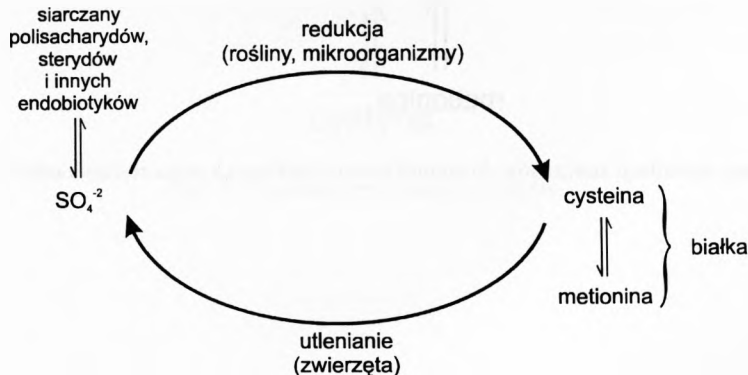 siarczany
polisacharydów,
sterydów
i innych
endobiotyków
redukcja
(rośliny, mikroorganizmy)
SO₄⁻²
cysteina
białka
metionina
utlenianie
(zwierzęta)